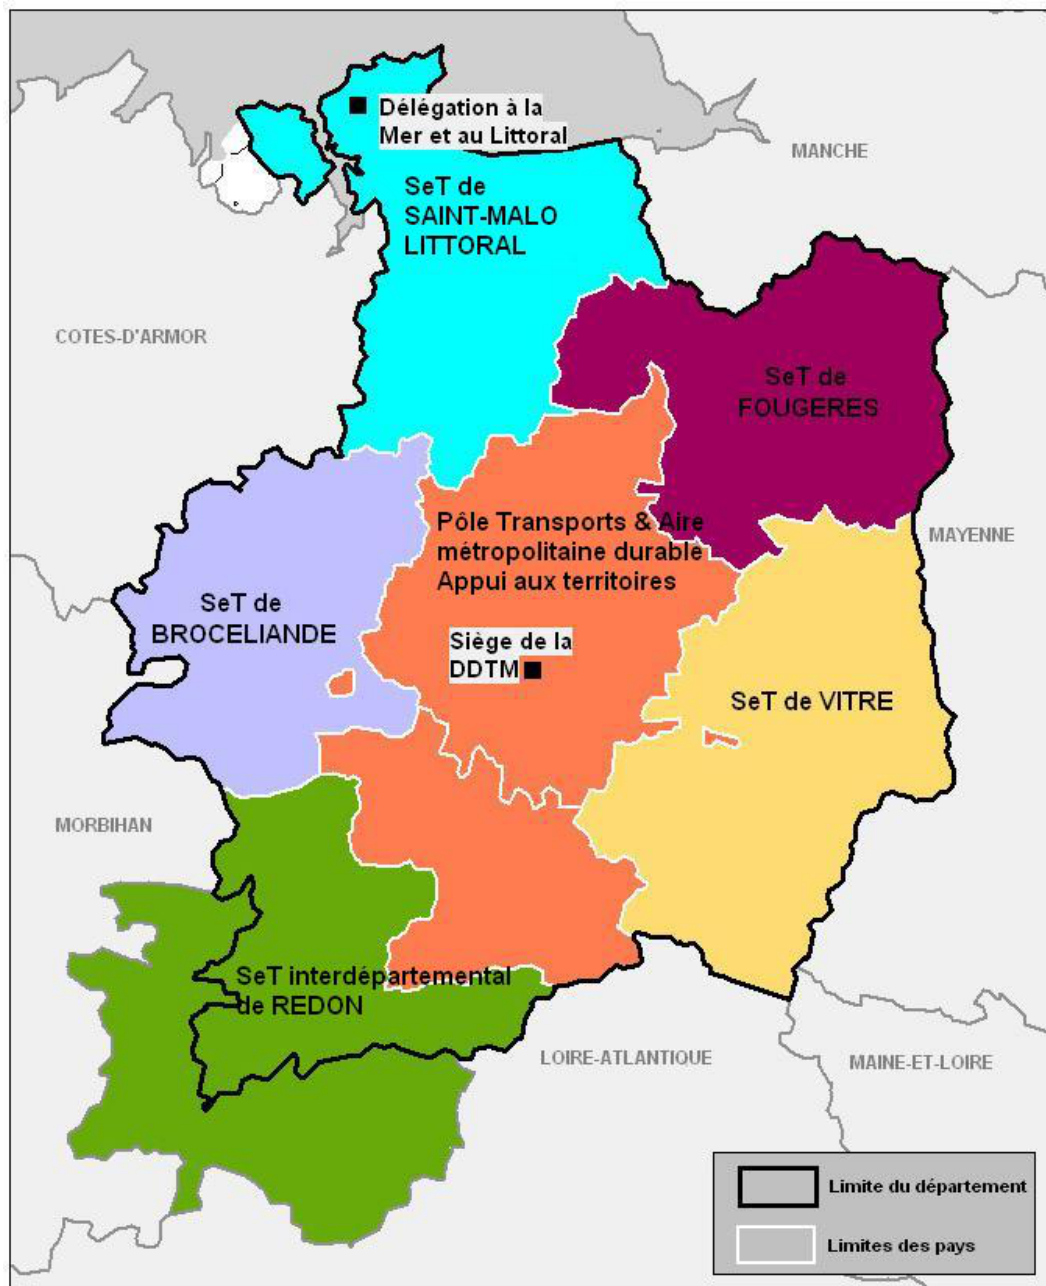 Délégation à la
Mer et au Littoral
MANCHE
SeT de
SAINT-MALO
LITTORAL
COTES-D'ARMOR
SeT de
FOUGERES
Pôle Transports & Aire
métropolitaine durable
Appui aux territoires
MAYENNE
SeT de
BROCELIANDE
Siège de la
DDTM
SeT de VITRE
MORBIHAN
SeT interdépartemental
de REDON
LOIRE-ATLANTIQUE
MAINE-ET-LOIRE
Limite du département
Limites des pays